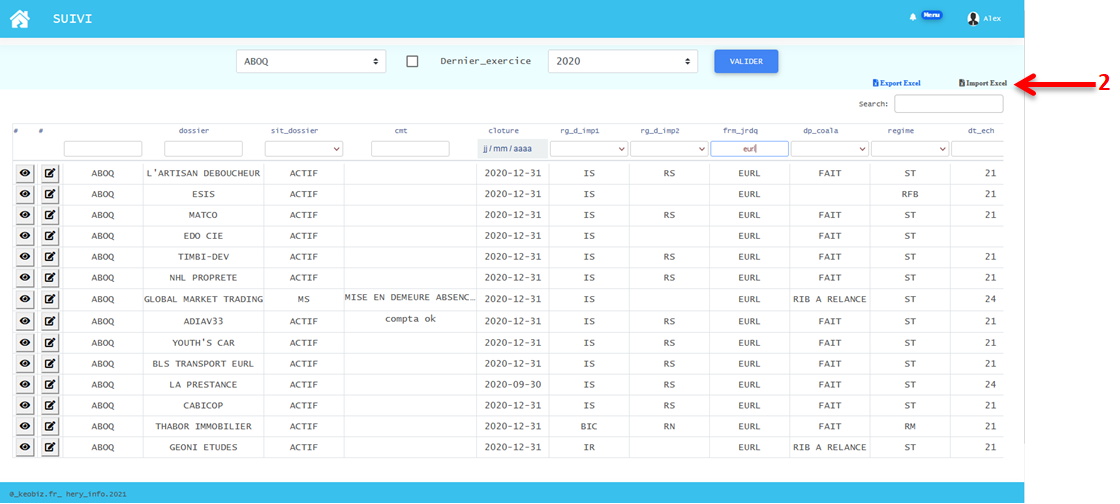 SUIVI Menu Alex
ABOQ Dernier_exercice 2020 VALIDER
Export Excel Import Excel 2
Search:
# # dossier sit_dossier cmt cloture rg_d_imp1 rg_d_imp2 frm_jrdq dp_coala regime dt_ech
jj / mm / aaaa eurl
ABOQ L'ARTISAN DEBOUCHEUR ACTIF 2020-12-31 IS RS EURL FAIT ST 21
ABOQ ESIS ACTIF 2020-12-31 IS EURL RFB 21
ABOQ MATCO ACTIF 2020-12-31 IS RS EURL FAIT ST 21
ABOQ EDO CIE ACTIF 2020-12-31 IS EURL FAIT ST
ABOQ TIMBI-DEV ACTIF 2020-12-31 IS RS EURL FAIT ST 21
ABOQ NHL PROPRETE ACTIF 2020-12-31 IS RS EURL FAIT ST 21
ABOQ GLOBAL MARKET TRADING MS MISE EN DEMEURE ABSENC... 2020-12-31 IS EURL RIB A RELANCE ST 24
ABOQ ADIAV33 ACTIF compta ok 2020-12-31 IS RS EURL FAIT ST 21
ABOQ YOUTH'S CAR ACTIF 2020-12-31 IS RS EURL FAIT ST 21
ABOQ BLS TRANSPORT EURL ACTIF 2020-12-31 IS RS EURL FAIT ST 21
ABOQ LA PRESTANCE ACTIF 2020-09-30 IS RS EURL FAIT ST 24
ABOQ CABICOP ACTIF 2020-12-31 IS RS EURL FAIT ST 21
ABOQ THABOR IMMOBILIER ACTIF 2020-12-31 BIC RN EURL FAIT RM 21
ABOQ GEONI ETUDES ACTIF 2020-12-31 IR EURL RIB A RELANCE ST 21
@_keobiz.fr_ hery_info.2021